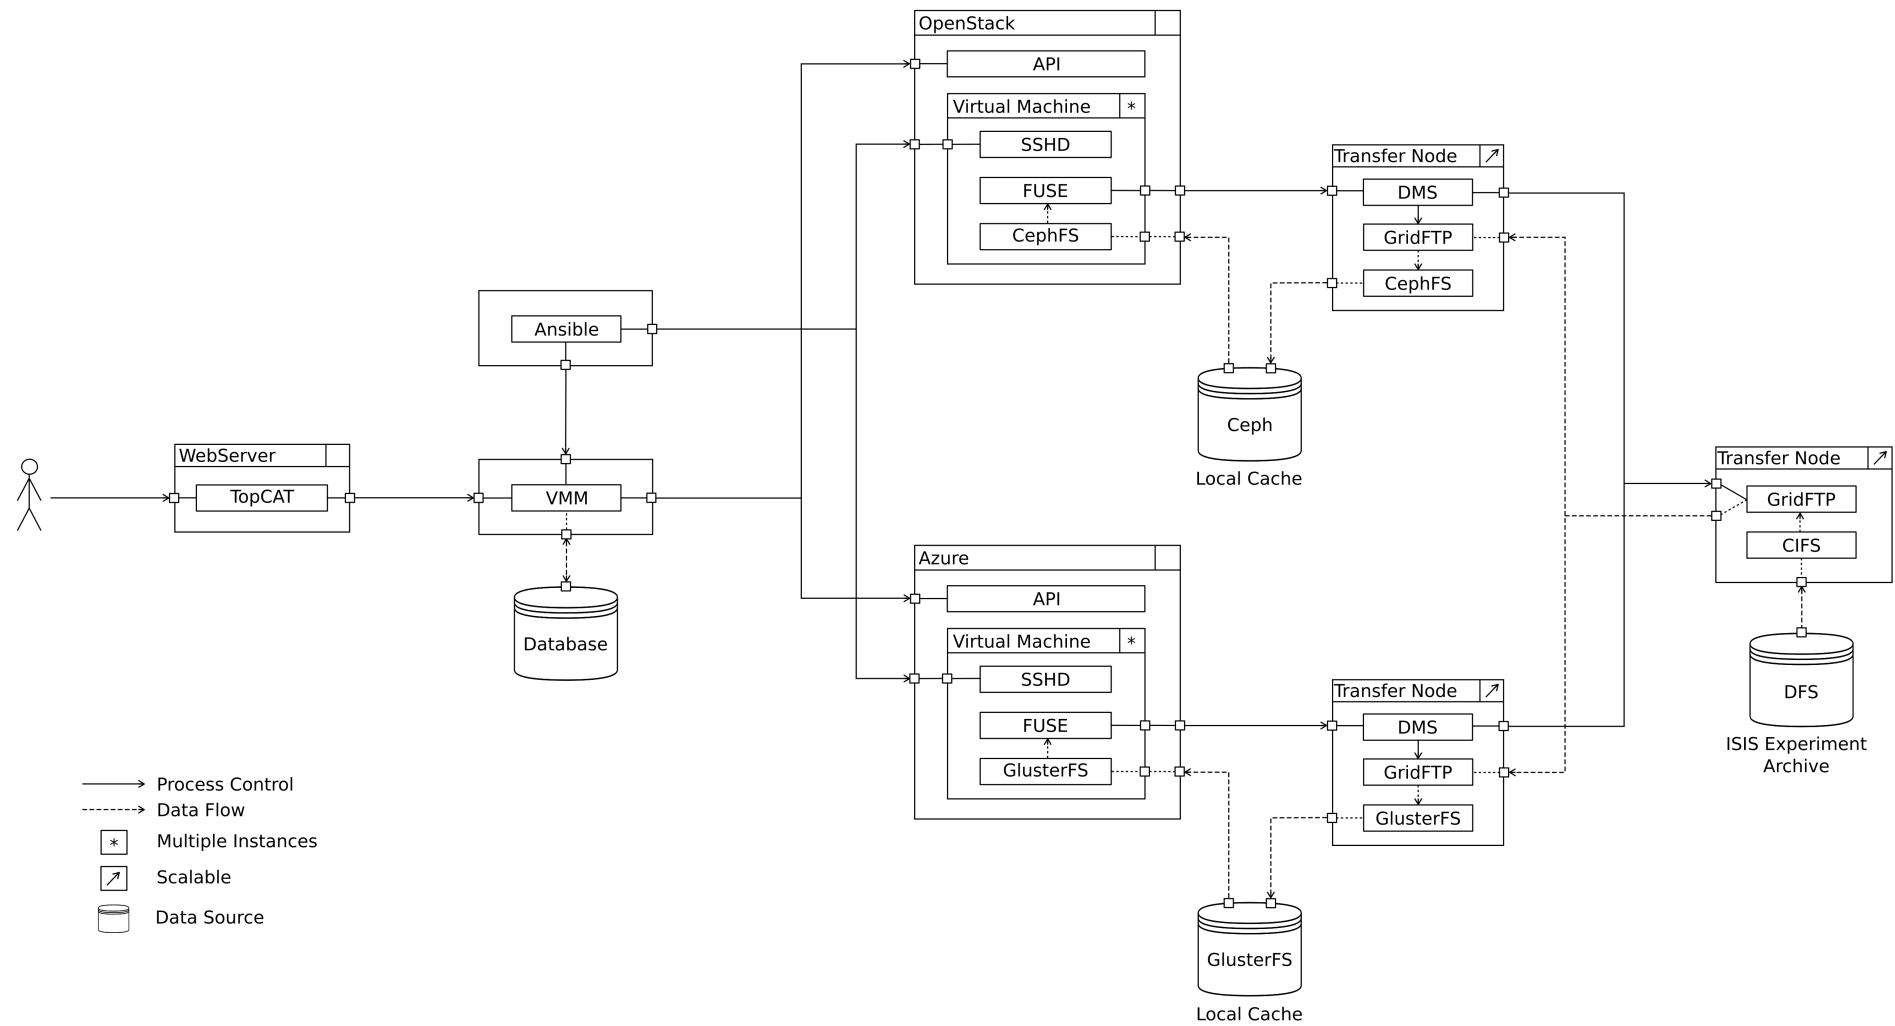 OpenStack
API
Virtual Machine *
SSHD
FUSE
CephFS
Transfer Node
DMS
GridFTP
CephFS
Ceph
Local Cache
Ansible
WebServer
TopCAT
VMM
Database
Azure
API
Virtual Machine *
SSHD
FUSE
GlusterFS
Transfer Node
DMS
GridFTP
GlusterFS
GlusterFS
Local Cache
Transfer Node
GridFTP
CIFS
DFS
ISIS Experiment
Archive
Process Control
Data Flow
* Multiple Instances
Scalable
Data Source